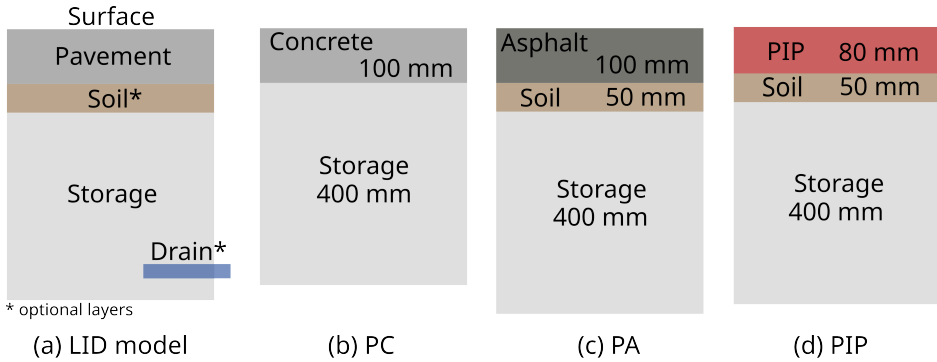 Surface
Pavement
Soil*
Storage
Drain*
* optional layers
(a) LID model
Concrete
100 mm
Storage
400 mm
(b) PC
Asphalt
100 mm
Soil 50 mm
Storage
400 mm
(c) PA
PIP 80 mm
Soil 50 mm
Storage
400 mm
(d) PIP